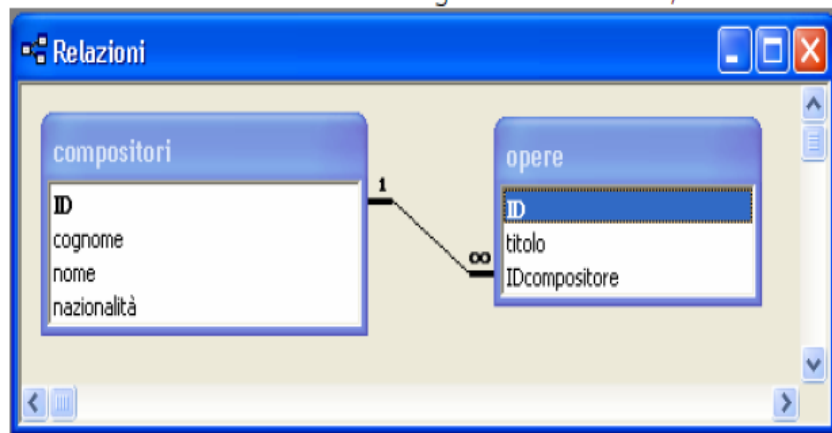 Relazioni
compositori
ID
cognome
nome
nazionalità
1
∞
opere
ID
titolo
IDcompositore